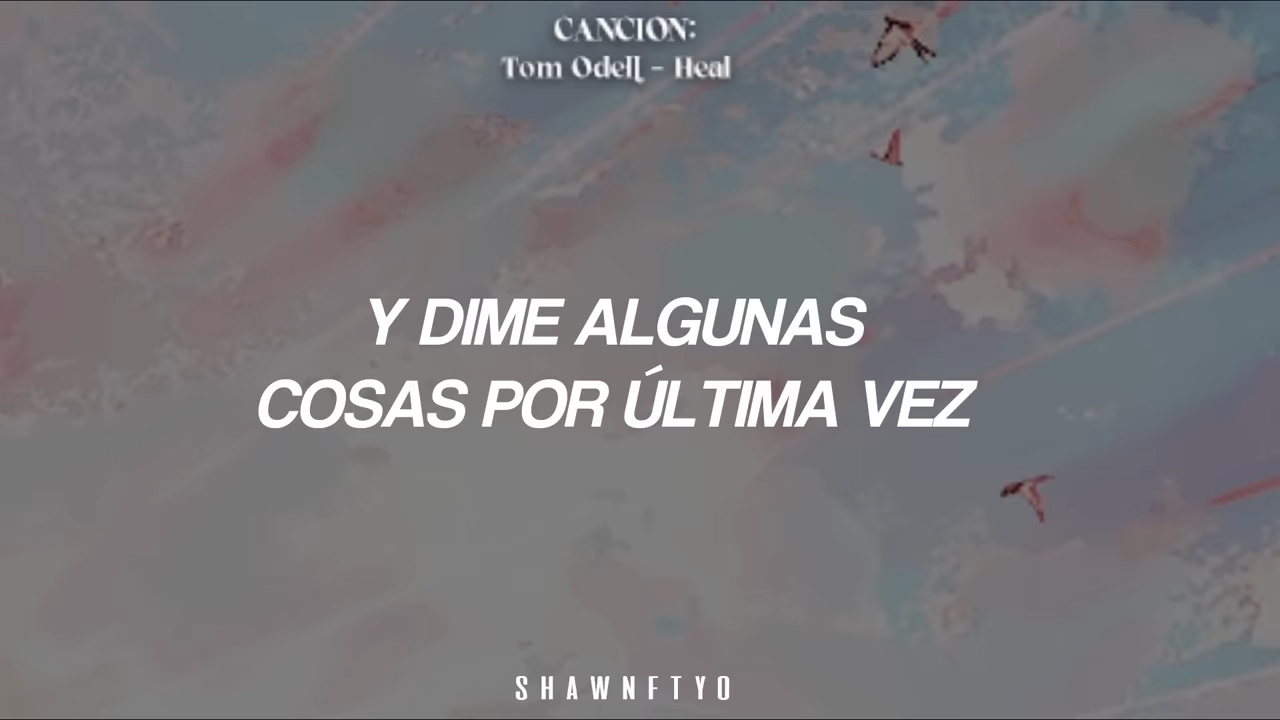 CANCION:
Tom Odell - Heal
Y DIME ALGUNAS
COSAS POR ÚLTIMA VEZ
SHAWNFTYO